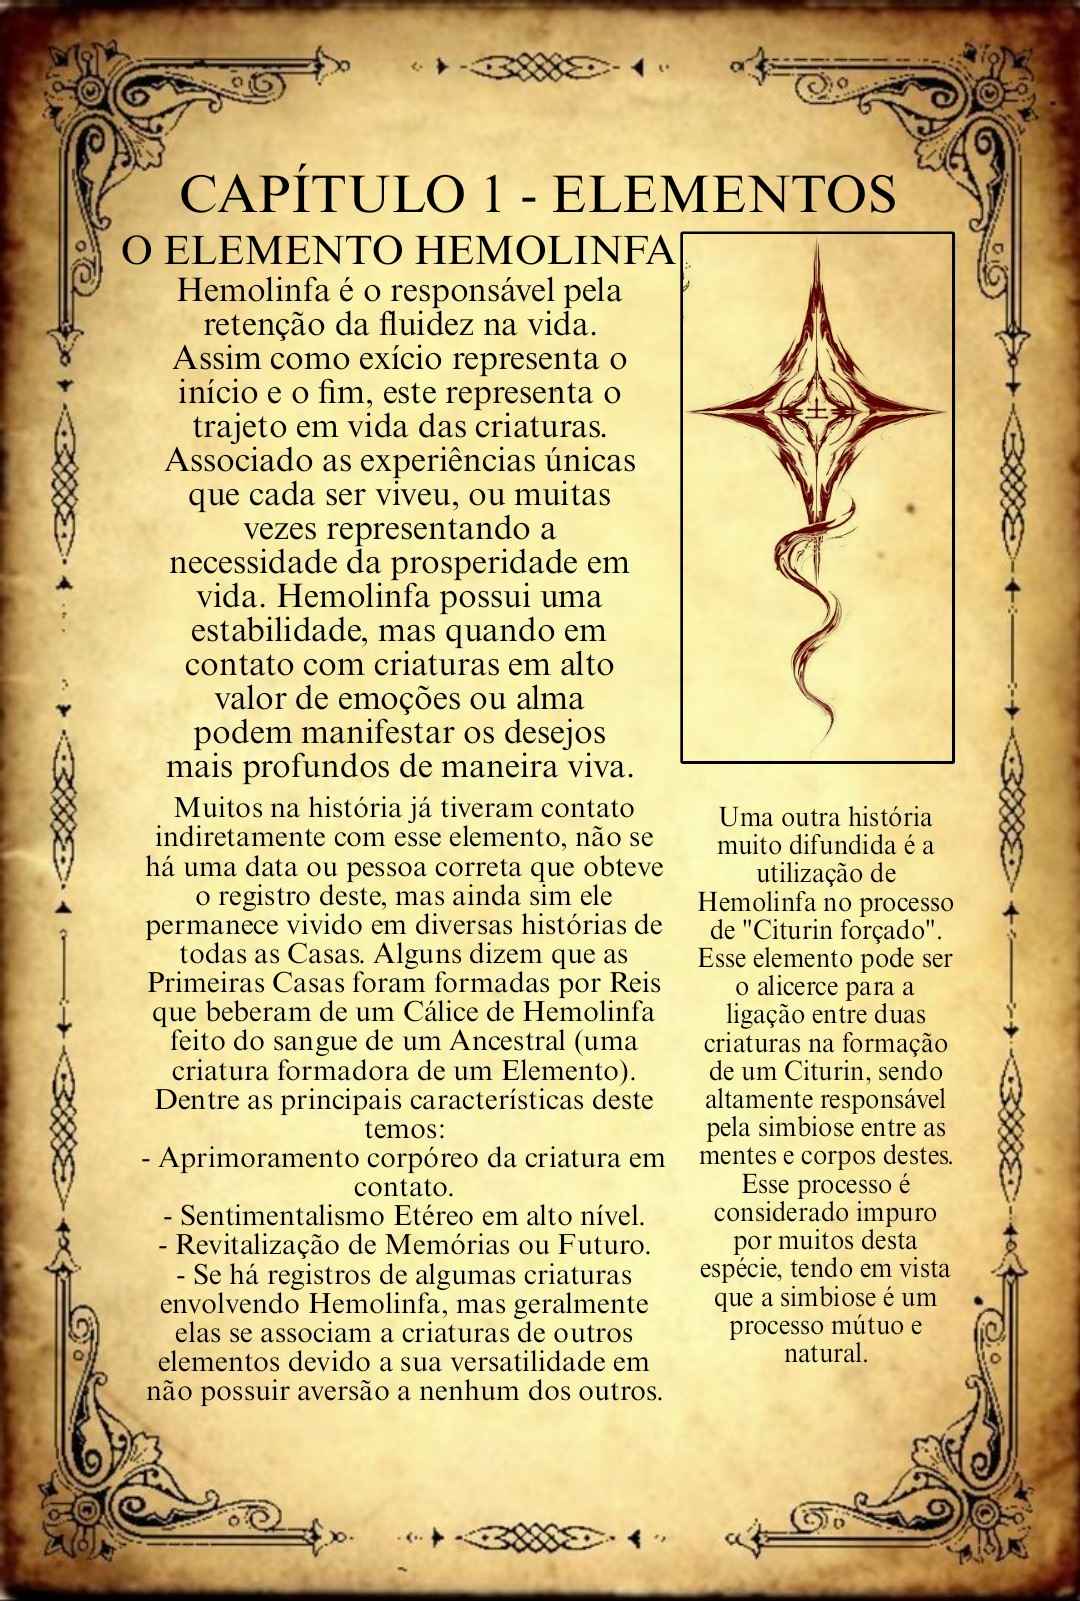 CAPÍTULO 1 - ELEMENTOS
O ELEMENTO HEMOLINFA
Hemolinfa é o responsável pela
retenção da fluidez na vida.
Assim como exício representa o
início e o fim, este representa o
trajeto em vida das criaturas.
Associado as experiências únicas
que cada ser viveu, ou muitas
vezes representando a
necessidade da prosperidade em
vida. Hemolinfa possui uma
estabilidade, mas quando em
contato com criaturas em alto
valor de emoções ou alma
podem manifestar os desejos
mais profundos de maneira viva.
Muitos na história já tiveram contato
indiretamente com esse elemento, não se
há uma data ou pessoa correta que obteve
o registro deste, mas ainda sim ele
permanece vivido em diversas histórias de
todas as Casas. Alguns dizem que as
Primeiras Casas foram formadas por Reis
que beberam de um Cálice de Hemolinfa
feito do sangue de um Ancestral (uma
criatura formadora de um Elemento).
Dentre as principais características deste
temos:
- Aprimoramento corpóreo da criatura em
contato.
- Sentimentalismo Etéreo em alto nível.
- Revitalização de Memórias ou Futuro.
- Se há registros de algumas criaturas
envolvendo Hemolinfa, mas geralmente
elas se associam a criaturas de outros
elementos devido a sua versatilidade em
não possuir aversão a nenhum dos outros.
Uma outra história
muito difundida é a
utilização de
Hemolinfa no processo
de "Citurin forçado".
Esse elemento pode ser
o alicerce para a
ligação entre duas
criaturas na formação
de um Citurin, sendo
altamente responsável
pela simbiose entre as
mentes e corpos destes.
Esse processo é
considerado impuro
por muitos desta
espécie, tendo em vista
que a simbiose é um
processo mútuo e
natural.